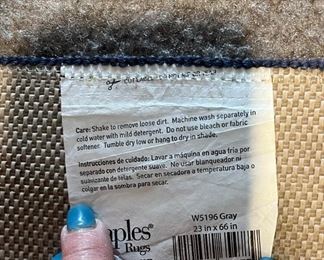 Care: Shake to remove loose dirt. Machine wash separately in
cold water with mild detergent. Do not use bleach or fabric
softener. Tumble dry low or hang to dry in shade.
Instrucciones de cuidado: Lavar a maquina en agua frio por
separado con detergente suave. No usar blanqueador ni
suavizante de telas. Secar en secadora a temperatura baja o
colgar en la sombra para secar.
aples®
Rugs
W5196 Gray
23 in x 66 in